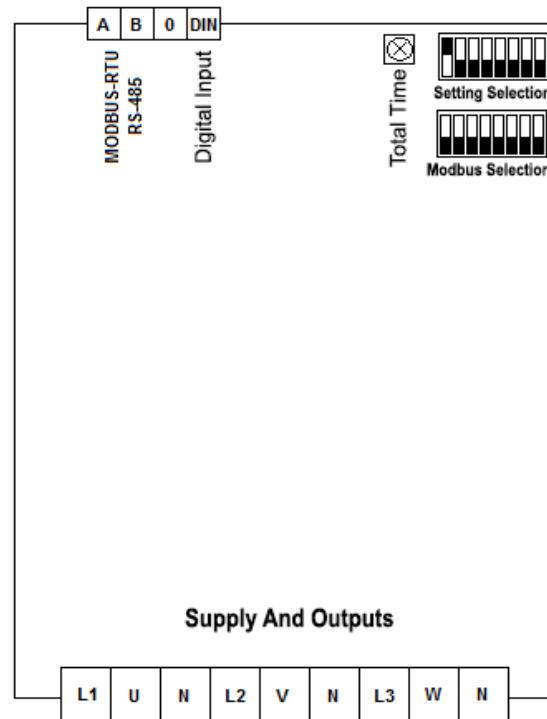 A B 0 DIN
MODBUS-RTU
RS-485
Digital Input
Total Time
Setting Selection
Modbus Selection
Supply And Outputs
L1 U N L2 V N L3 W N